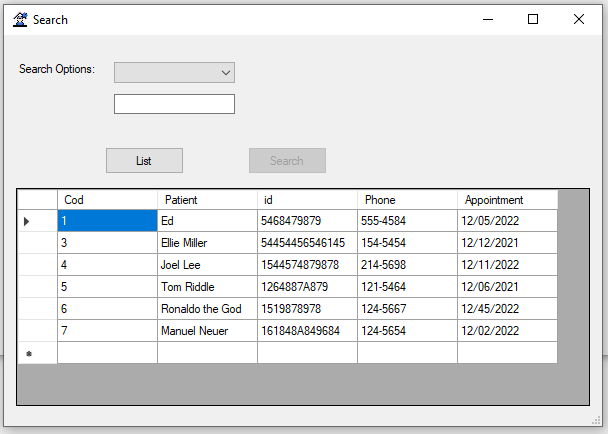 Search
Search Options:
List Search
Cod Patient id Phone Appointment
1 Ed 5468479879 555-4584 12/05/2022
3 Ellie Miller 54454456546145 154-5454 12/12/2021
4 Joel Lee 1544574879878 214-5698 12/11/2022
5 Tom Riddle 1264887A879 121-5464 12/06/2021
6 Ronaldo the God 1519878978 124-5667 12/45/2022
7 Manuel Neuer 161848A849684 124-5654 12/02/2022